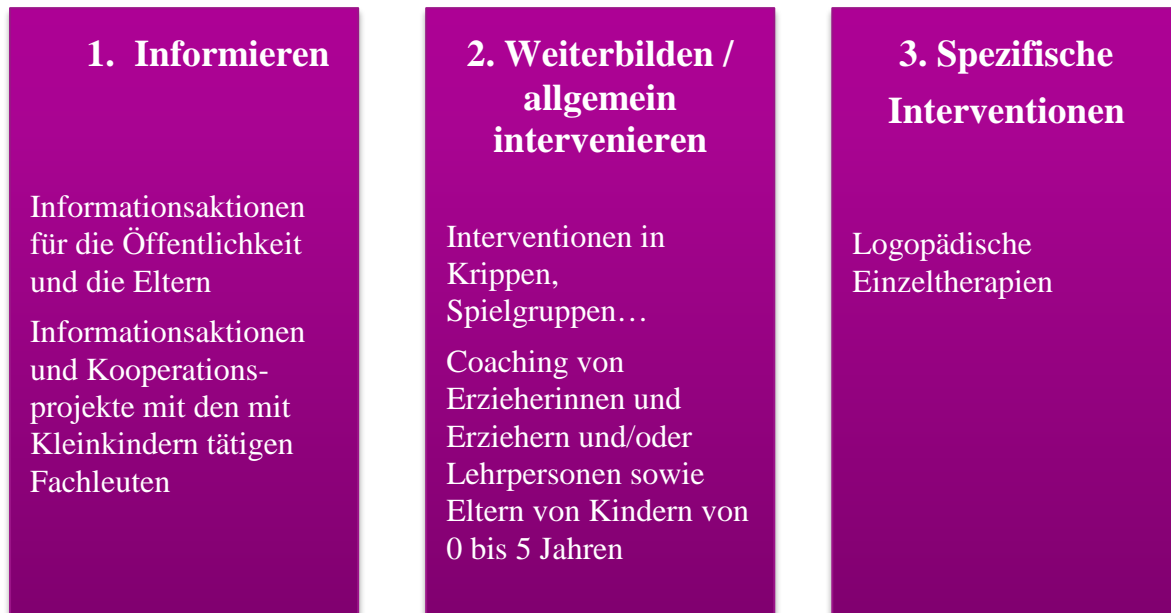 1. Informieren
Informationsaktionen
für die Öffentlichkeit
und die Eltern
Informationsaktionen
und Kooperations-
projekte mit den mit
Kleinkindern tätigen
Fachleuten
2. Weiterbilden /
allgemein
intervenieren
Interventionen in
Krippen,
Spielgruppen…
Coaching von
Erzieherinnen und
Erziehern und/oder
Lehrpersonen sowie
Eltern von Kindern von
0 bis 5 Jahren
3. Spezifische
Interventionen
Logopädische
Einzeltherapien